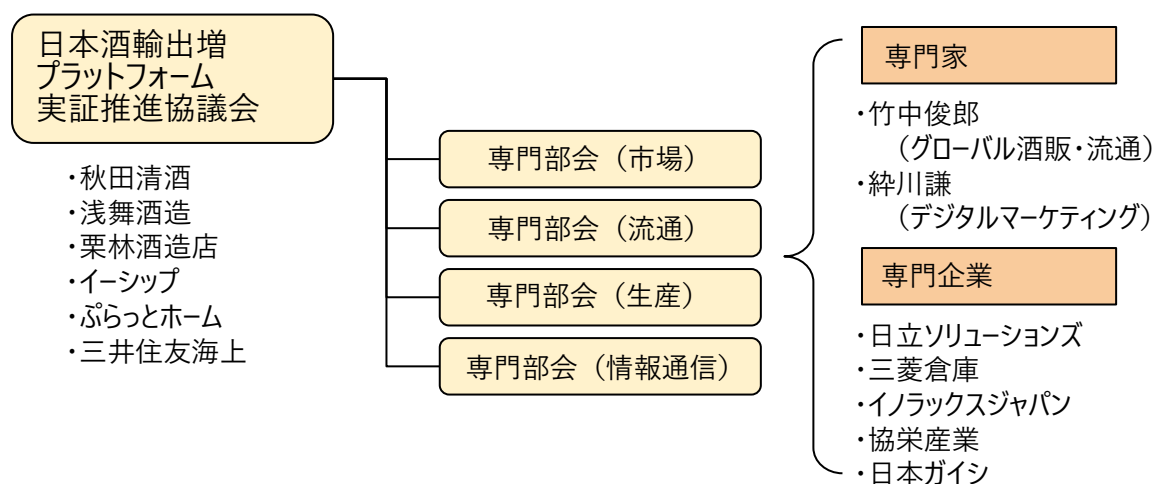 日本酒輸出増
プラットフォーム
実証推進協議会
・秋田清酒
・浅舞酒造
・栗林酒造店
・イーシップ
・ぷらっとホーム
・三井住友海上
専門部会（市場）
専門部会（流通）
専門部会（生産）
専門部会（情報通信）
専門家
・竹中俊郎
（グローバル酒販・流通）
・粋川謙
（デジタルマーケティング）
専門企業
・日立ソリューションズ
・三菱倉庫
・イノラックスジャパン
・協栄産業
・日本ガイシ